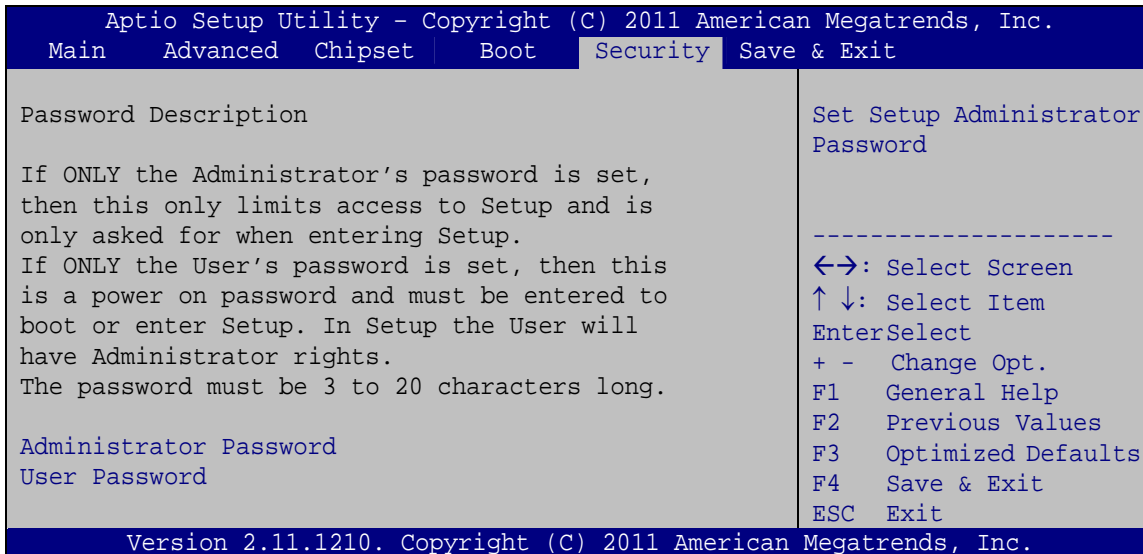 Aptio Setup Utility – Copyright (C) 2011 American Megatrends, Inc.
Main Advanced Chipset Boot Security Save & Exit
Password Description
If ONLY the Administrator’s password is set,
then this only limits access to Setup and is
only asked for when entering Setup.
If ONLY the User’s password is set, then this
is a power on password and must be entered to
boot or enter Setup. In Setup the User will
have Administrator rights.
The password must be 3 to 20 characters long.
Administrator Password
User Password
Set Setup Administrator
Password
---------------------
←→: Select Screen
↑ ↓: Select Item
EnterSelect
+ - Change Opt.
F1 General Help
F2 Previous Values
F3 Optimized Defaults
F4 Save & Exit
ESC Exit
Version 2.11.1210. Copyright (C) 2011 American Megatrends, Inc.